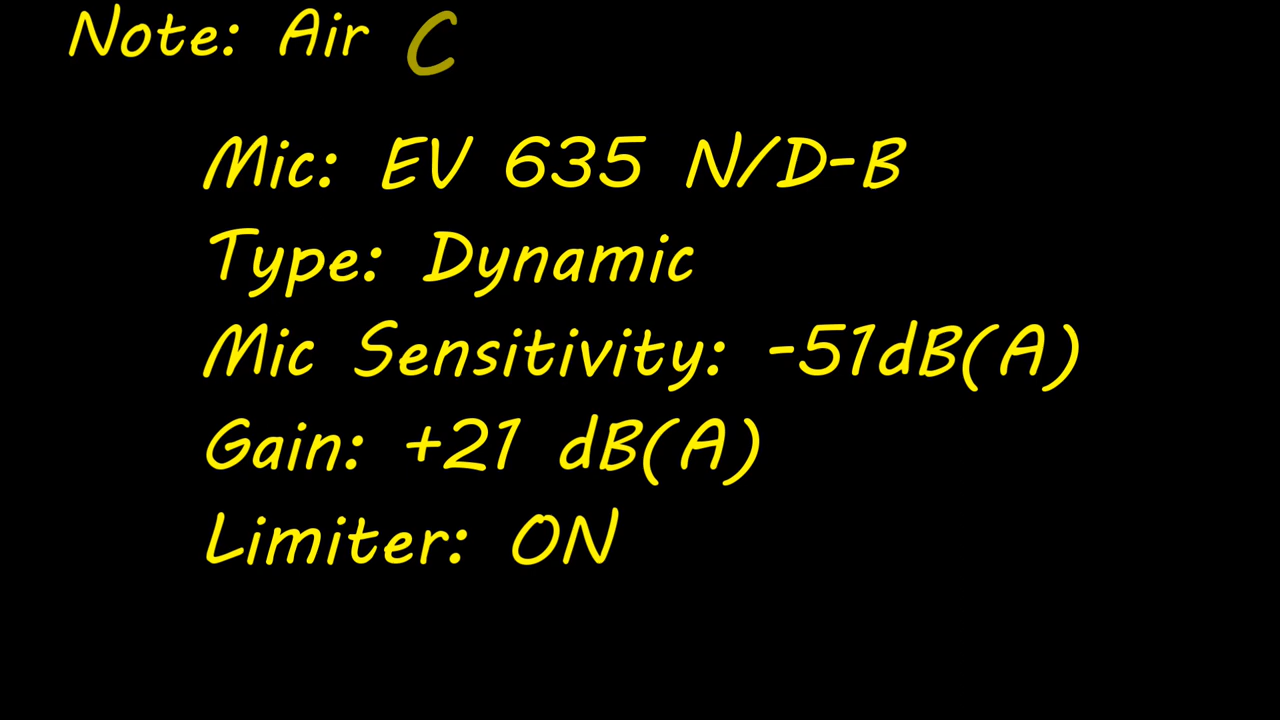 Note: Air C
Mic: EV 635 N/D-B
Type: Dynamic
Mic Sensitivity: -51dB(A)
Gain: +21 dB(A)
Limiter: ON